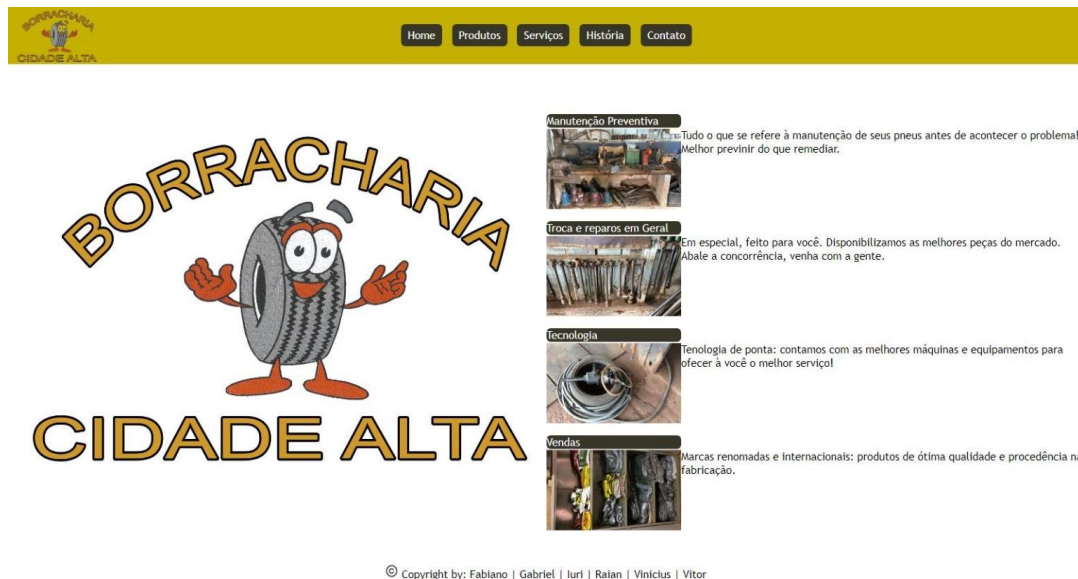 BORRACHARIA
CIDADE ALTA
Home Produtos Serviços História Contato
BORRACHARIA
CIDADE ALTA
Manutenção Preventiva
Tudo o que se refere à manutenção de seus pneus antes de acontecer o problema!
Melhor previnir do que remediar.
Troca e reparos em Geral
Em especial, feito para você. Disponibilizamos as melhores peças do mercado.
Abale a concorrência, venha com a gente.
Tecnologia
Tenologia de ponta: contamos com as melhores máquinas e equipamentos para
ofecer à você o melhor serviço!
Vendas
Marcas renomadas e internacionais: produtos de ótima qualidade e procedência na
fabricação.
© Copyright by: Fabiano | Gabriel | Iuri | Raian | Vinicius | Vitor